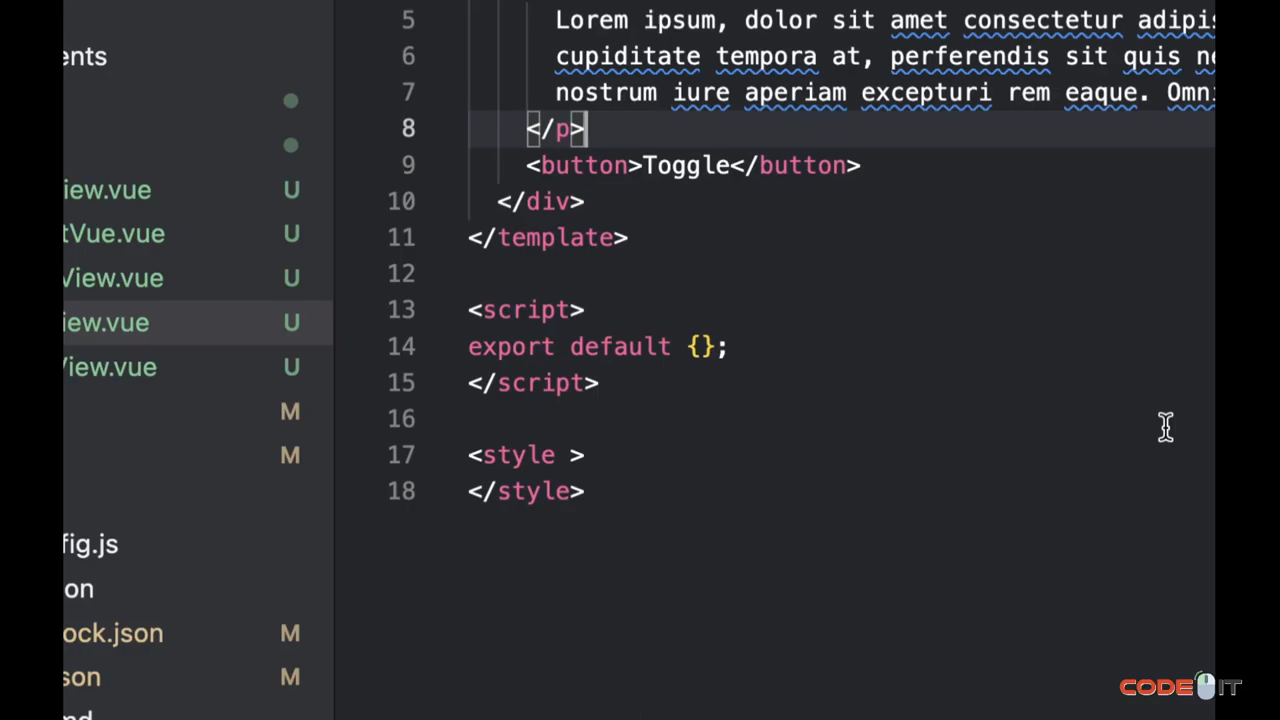 ents
iew.vue U
tVue.vue U
View.vue U
iew.vue U
View.vue U
M
M
fig.js
on
ock.json M
son M
5 Lorem ipsum, dolor sit amet consectetur adipis
6 cupiditate tempora at, perferendis sit quis ne
7 nostrum iure aperiam excepturi rem eaque. Omni
8 </p>
9 <button>Toggle</button>
10 </div>
11 </template>
12
13 <script>
14 export default {};
15 </script>
16
17 <style >
18 </style>
CODE IT